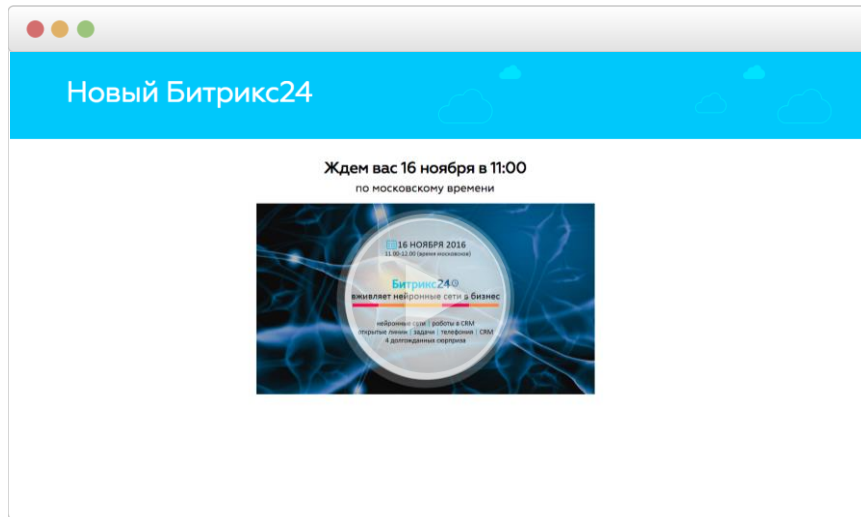 Новый Битрикс24
Ждем вас 16 ноября в 11:00
по московскому времени
16 НОЯБРЯ 2016
11.00-12.00 (время московское)
Битрикс24
вживляет нейронные сети в бизнес
нейронные сети | роботы в CRM
открытые линии | задачи | телефония | CRM
4 долгожданных сюрприза